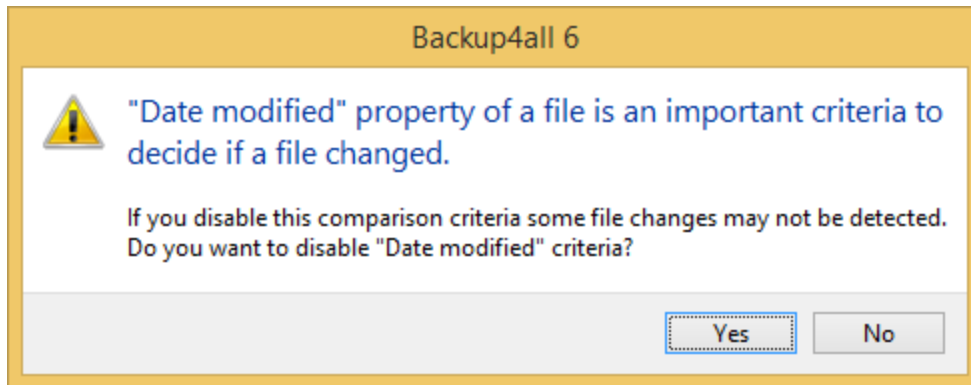 Backup4all 6
"Date modified" property of a file is an important criteria to
decide if a file changed.
If you disable this comparison criteria some file changes may not be detected.
Do you want to disable "Date modified" criteria?
Yes
No